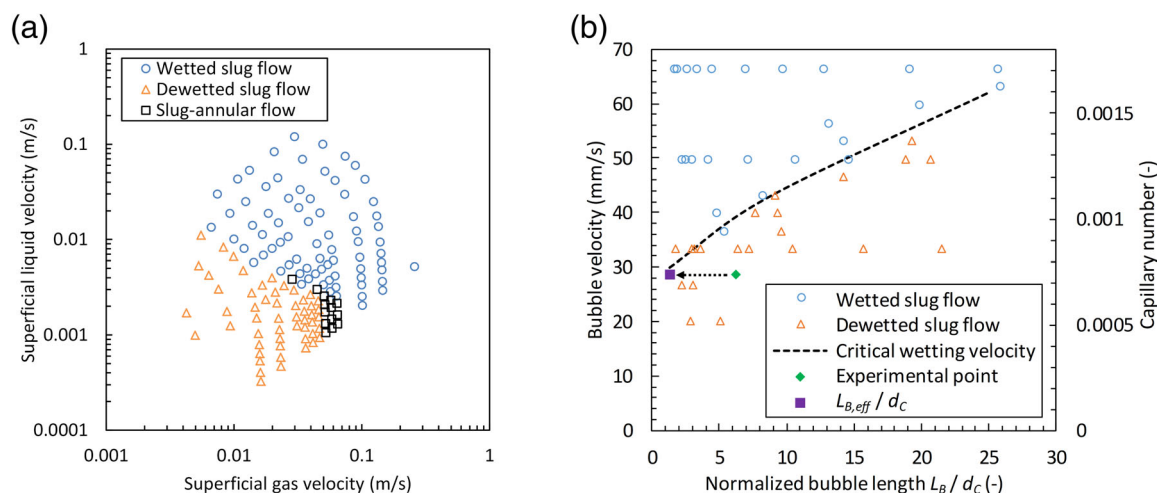 (a)
Superficial liquid velocity (m/s)
1
0.1
0.01
0.001
0.0001
Wetted slug flow
Dewetted slug flow
Slug-annular flow
0.001
0.01
0.1
1
Superficial gas velocity (m/s)
(b)
Bubble velocity (mm/s)
70
60
50
40
30
20
10
0
Wetted slug flow
Dewetted slug flow
Critical wetting velocity
Experimental point
L_{B,eff} / d_C
0.0015
0.001
0.0005
0
Capillary number (-)
0
5
10
15
20
25
30
Normalized bubble length L_B / d_C (-)